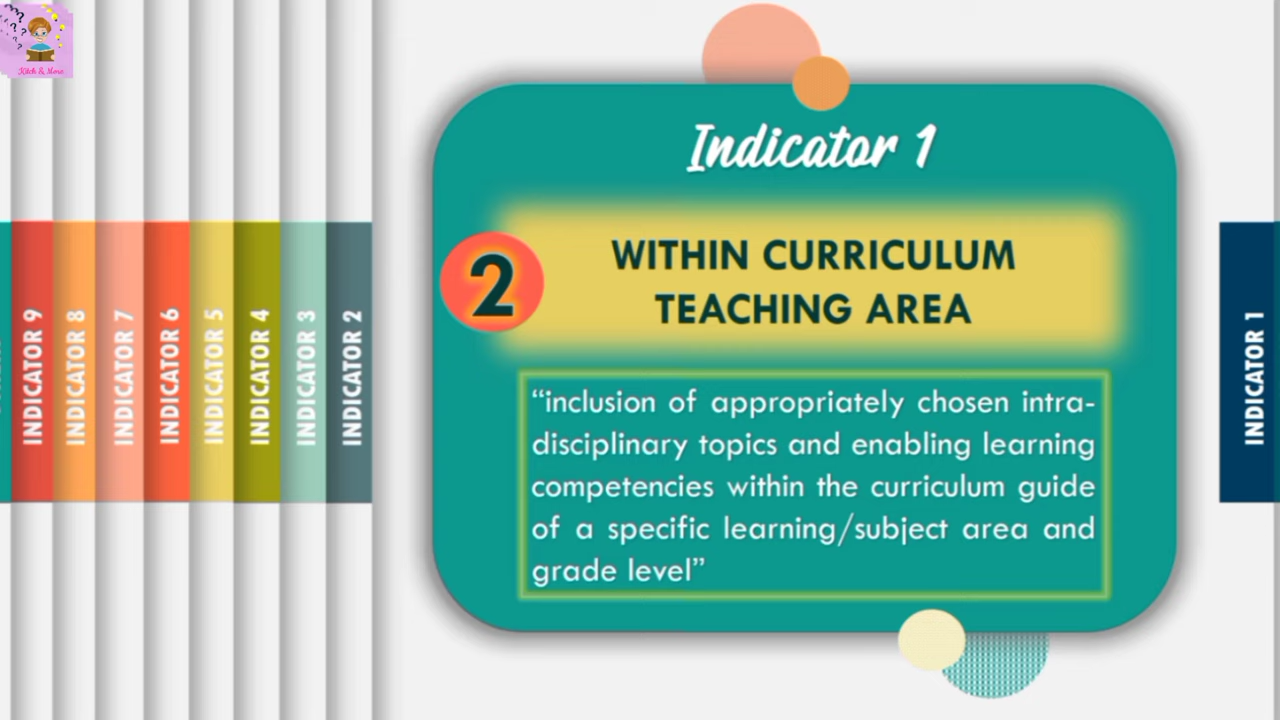 Kitch & More
Indicator 1
2
WITHIN CURRICULUM
TEACHING AREA
“inclusion of appropriately chosen intra-
disciplinary topics and enabling learning
competencies within the curriculum guide
of a specific learning/subject area and
grade level”
INDICATOR 9
INDICATOR 8
INDICATOR 7
INDICATOR 6
INDICATOR 5
INDICATOR 4
INDICATOR 3
INDICATOR 2
INDICATOR 1